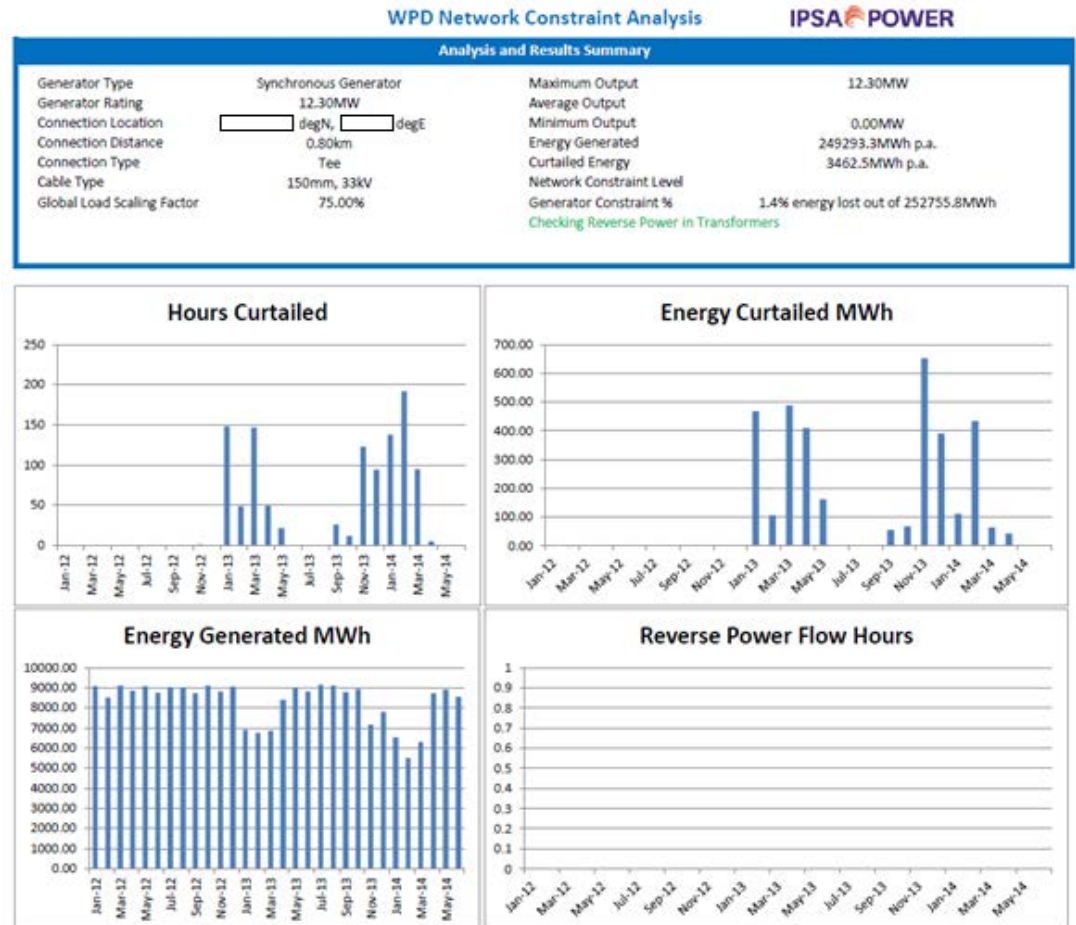 WPD Network Constraint Analysis
IPSA POWER
Analysis and Results Summary
Generator Type Synchronous Generator
Generator Rating 12.30MW
Connection Location degN, degE
Connection Distance 0.80km
Connection Type Tee
Cable Type 150mm, 33kV
Global Load Scaling Factor 75.00%
Maximum Output 12.30MW
Average Output
Minimum Output 0.00MW
Energy Generated 249293.3MWh p.a.
Curtailed Energy 3462.5MWh p.a.
Network Constraint Level
Generator Constraint % 1.4% energy lost out of 252755.8MWh
Checking Reverse Power in Transformers
Hours Curtailed
250
200
150
100
50
0
Jan-12 Mar-12 May-12 Jul-12 Sep-12 Nov-12 Jan-13 Mar-13 May-13 Jul-13 Sep-13 Nov-13 Jan-14 Mar-14 May-14
Energy Curtailed MWh
700.00
600.00
500.00
400.00
300.00
200.00
100.00
0.00
Jan-12 Mar-12 May-12 Jul-12 Sep-12 Nov-12 Jan-13 Mar-13 May-13 Jul-13 Sep-13 Nov-13 Jan-14 Mar-14 May-14
Energy Generated MWh
10000.00
9000.00
8000.00
7000.00
6000.00
5000.00
4000.00
3000.00
2000.00
1000.00
0.00
Jan-12 Mar-12 May-12 Jul-12 Sep-12 Nov-12 Jan-13 Mar-13 May-13 Jul-13 Sep-13 Nov-13 Jan-14 Mar-14 May-14
Reverse Power Flow Hours
1
0.9
0.8
0.7
0.6
0.5
0.4
0.3
0.2
0.1
0
Jan-12 Mar-12 May-12 Jul-12 Sep-12 Nov-12 Jan-13 Mar-13 May-13 Jul-13 Sep-13 Nov-13 Jan-14 Mar-14 May-14